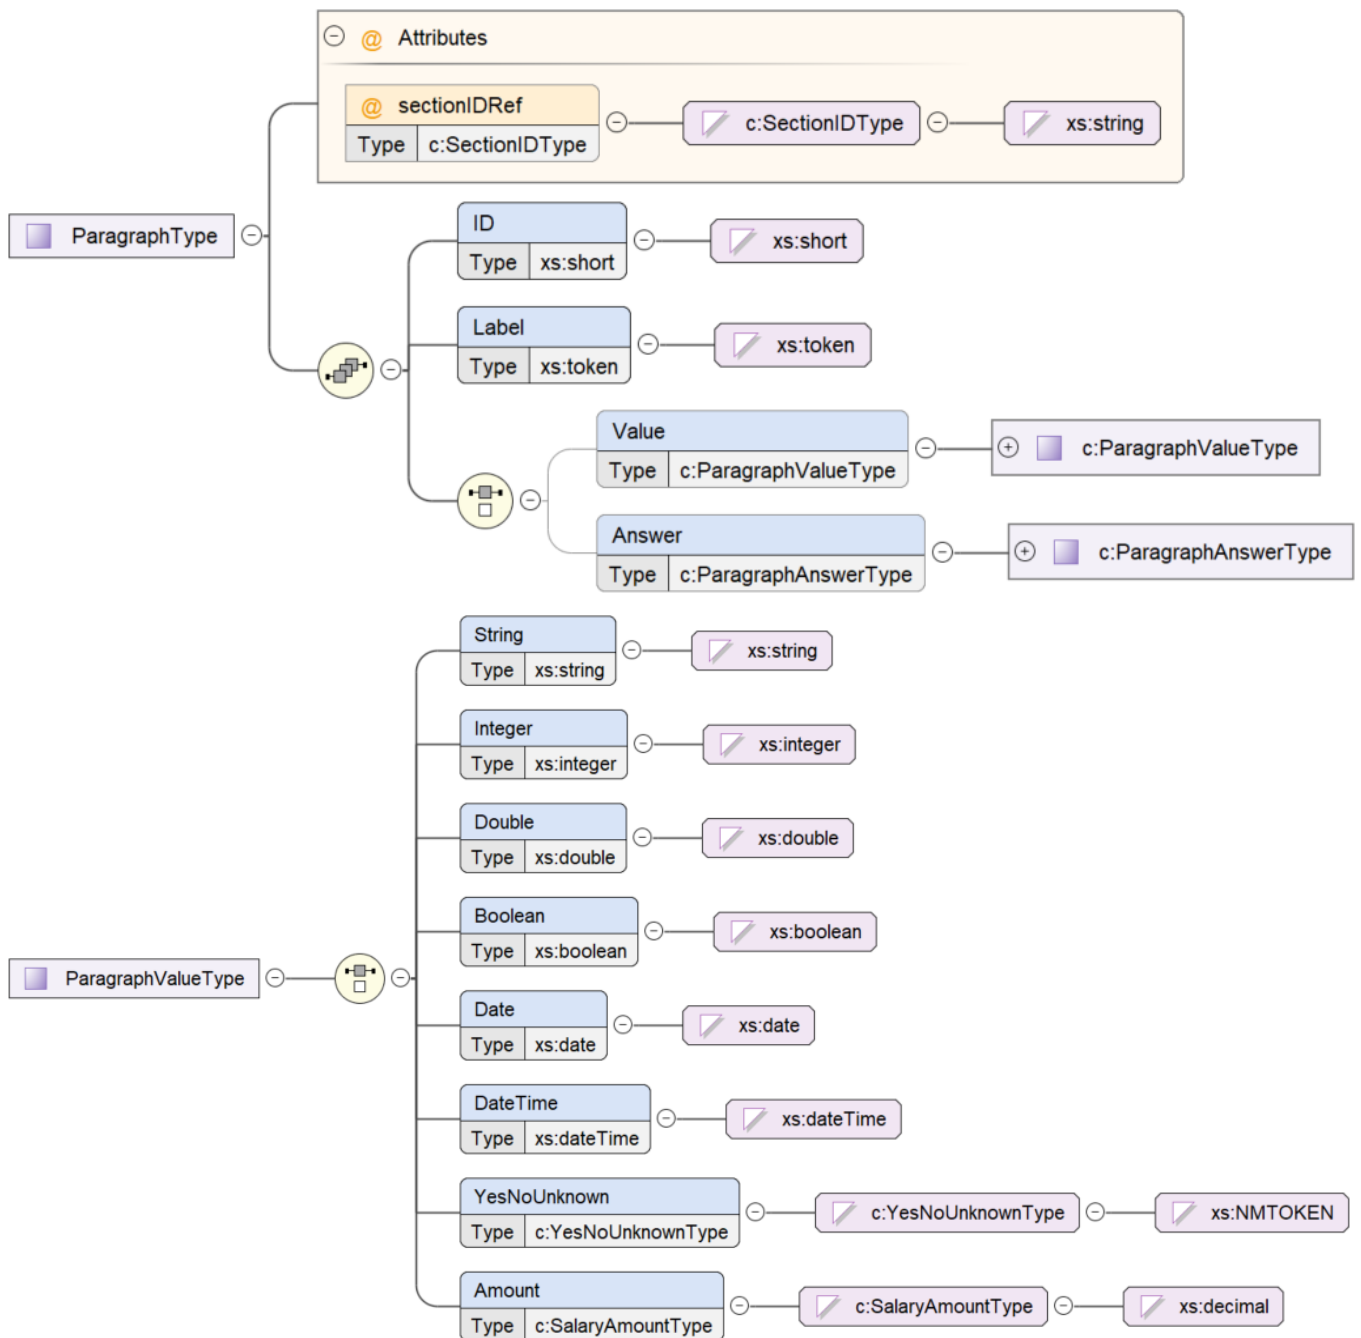 @ Attributes
@ sectionIDRef
Type c:SectionIDType
c:SectionIDType
xs:string
ParagraphType
ID
Type xs:short
xs:short
Label
Type xs:token
xs:token
Value
Type c:ParagraphValueType
c:ParagraphValueType
Answer
Type c:ParagraphAnswerType
c:ParagraphAnswerType
String
Type xs:string
xs:string
Integer
Type xs:integer
xs:integer
Double
Type xs:double
xs:double
Boolean
Type xs:boolean
xs:boolean
ParagraphValueType
Date
Type xs:date
xs:date
DateTime
Type xs:dateTime
xs:dateTime
YesNoUnknown
Type c:YesNoUnknownType
c:YesNoUnknownType
xs:NMTOKEN
Amount
Type c:SalaryAmountType
c:SalaryAmountType
xs:decimal